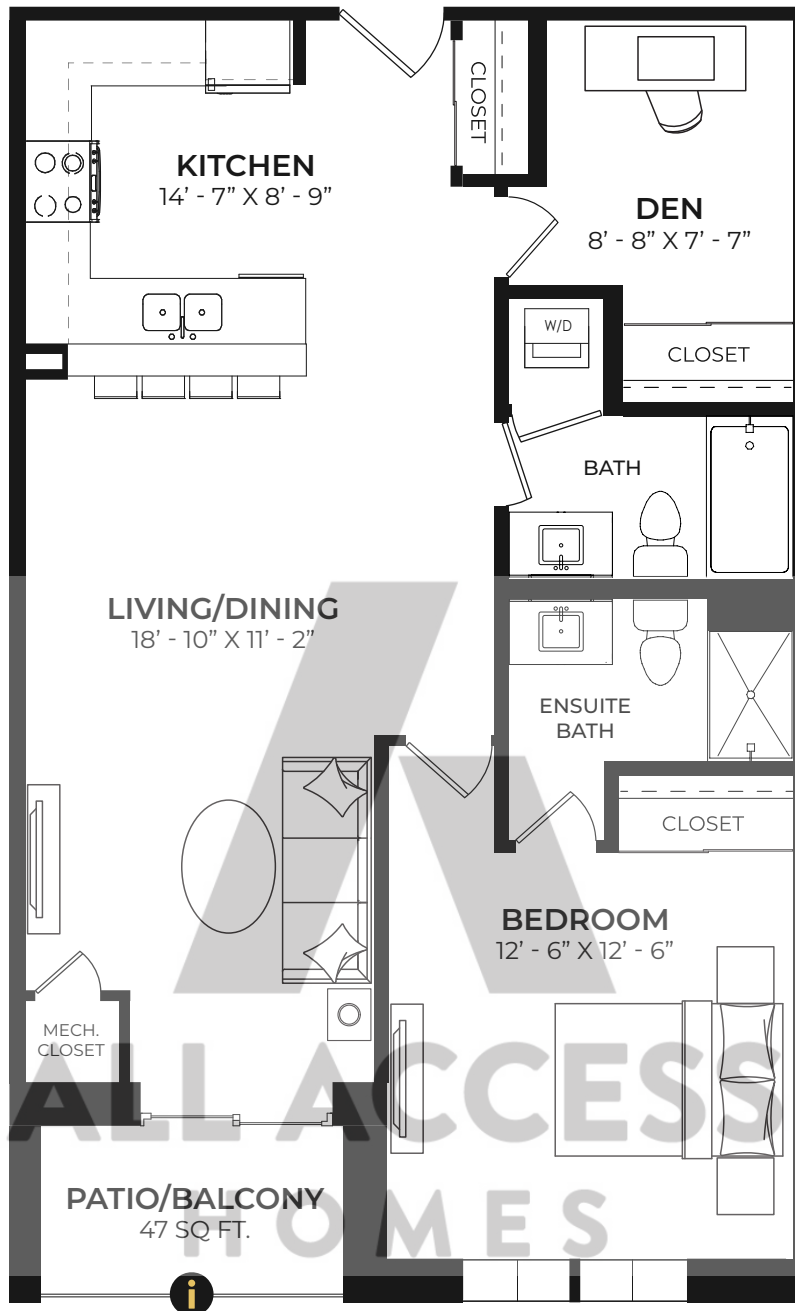 CLOSET
KITCHEN
14’ - 7” X 8’ - 9”
DEN
8’ - 8” X 7’ - 7”
W/D
CLOSET
BATH
LIVING/DINING
18’ - 10” X 11’ - 2”
ENSUITE
BATH
CLOSET
BEDROOM
12’ - 6” X 12’ - 6”
MECH.
CLOSET
ALL ACCESS
PATIO/BALCONY
47 SQ FT.
HOMES
i